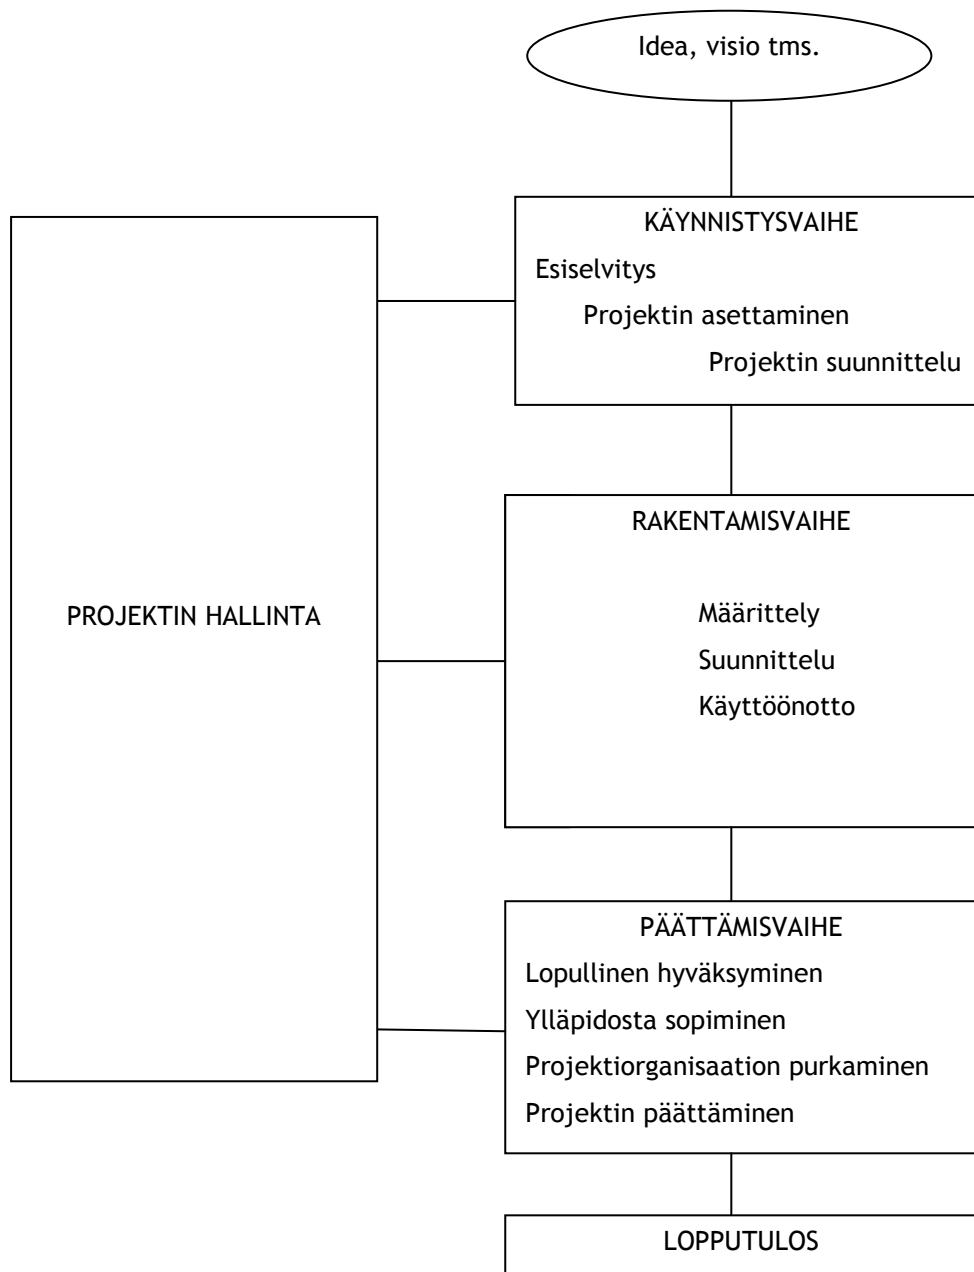 Idea, visio tms.
KÄYNNISTYSVAIHE
Esiselvitys
Projektin asettaminen
Projektin suunnittelu
RAKENTAMISVAIHE
PROJEKTIN HALLINTA
Määrittely
Suunnittelu
Käyttöönotto
PÄÄTTÄMISVAIHE
Lopullinen hyväksyminen
Ylläpidosta sopiminen
Projektiorganisaation purkaminen
Projektin päättäminen
LOPPUTULOS